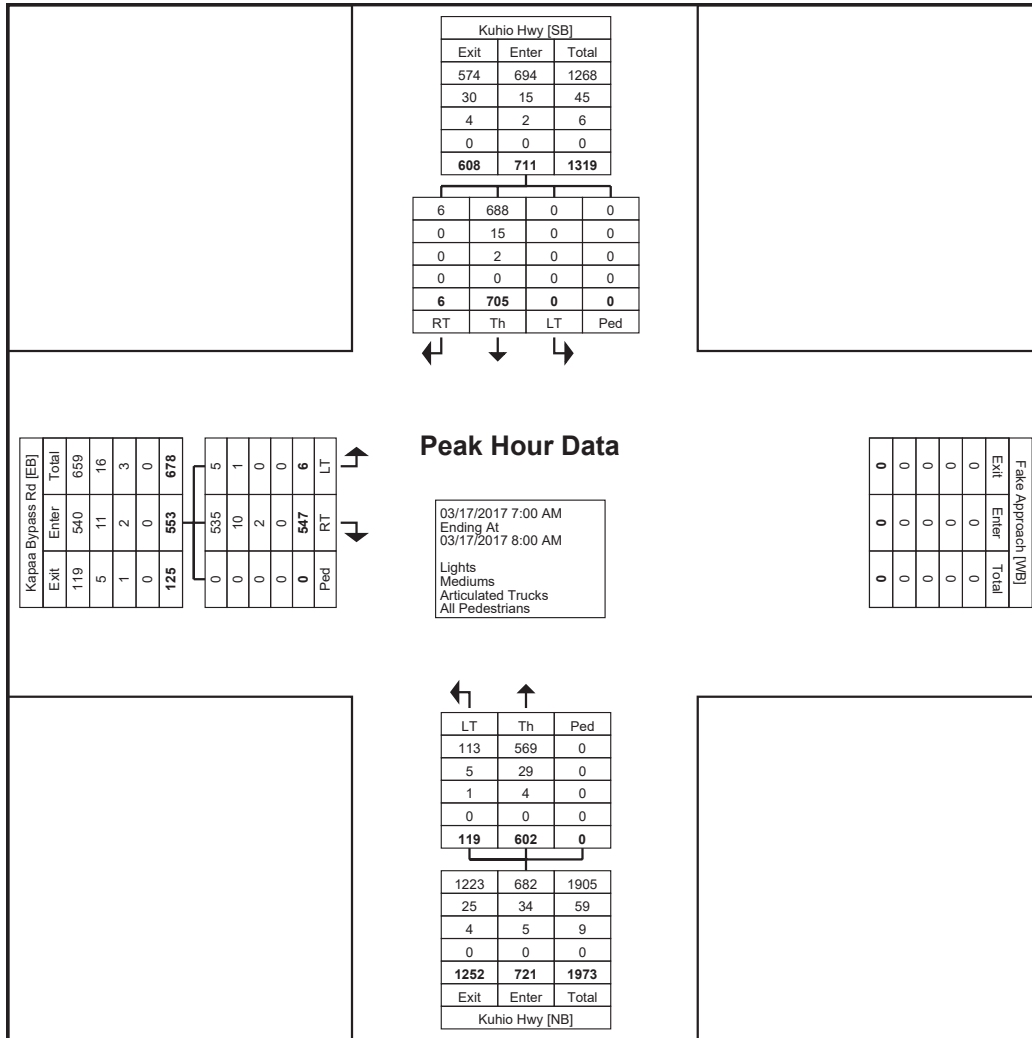 Kuhio Hwy [SB]
Exit Enter Total
574 694 1268
30 15 45
4 2 6
0 0 0
608 711 1319
6 688 0 0
0 15 0 0
0 2 0 0
0 0 0 0
6 705 0 0
RT Th LT Ped
Kapaa Bypass Rd [EB]
Exit Enter Total
119 540 659
5 11 16
1 2 3
0 0 0
125 553 678
0 535 5
0 10 1
0 2 0
0 0 0
0 547 6
Ped RT LT
Peak Hour Data
03/17/2017 7:00 AM
Ending At
03/17/2017 8:00 AM
Lights
Mediums
Articulated Trucks
All Pedestrians
Fake Approach [WB]
Exit Enter Total
0 0 0
0 0 0
0 0 0
0 0 0
0 0 0
LT Th Ped
113 569 0
5 29 0
1 4 0
0 0 0
119 602 0
1223 682 1905
25 34 59
4 5 9
0 0 0
1252 721 1973
Exit Enter Total
Kuhio Hwy [NB]